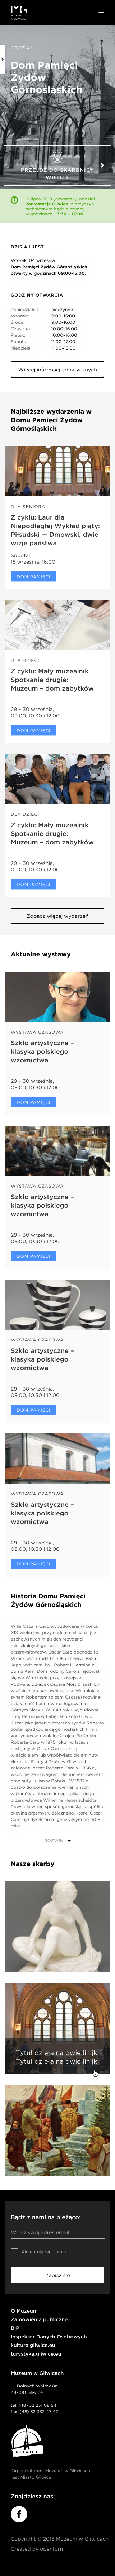 MUZEUM
W GLIWICACH
ODDZIAŁ
Dom Pamięci
Żydów
Górnośląskich
PRZEJDŹ DO SKARBNICY
WIEDZY
19 lipca 2018 (czwartek), oddział
Radiostacja Gliwice z przyczyn
technicznym będzie czynny
w godzinach 13:35 – 17:00
DZISIAJ JEST
Wtorek, 04 września
Dom Pamięci Żydów Górnośląskich
otwarty w godzinach 09:00-15:00.
GODZINY OTWARCIA
Poniedziałek: nieczynne
Wtorek: 9:00–15:00
Środa: 9:00–16:00
Czwartek: 10:00–16:00
Piątek: 10:00–16:00
Sobota: 11:00–17:00
Niedziela: 11:00–16:00
Więcej informacji praktycznych
Najbliższe wydarzenia w
Domu Pamięci Żydów
Górnośląskich
DLA SENIORA
Z cyklu: Laur dla
Niepodległej Wykład piąty:
Piłsudski — Dmowski, dwie
wizje państwa
Sobota,
15 września, 16:00
DOM PAMIĘCI
DLA DZIECI
Z cyklu: Mały muzealnik
Spotkanie drugie:
Muzeum – dom zabytków
29 – 30 września,
09:00, 10:30 i 12:00
DOM PAMIĘCI
DLA DZIECI
Z cyklu: Mały muzealnik
Spotkanie drugie:
Muzeum – dom zabytków
29 – 30 września,
09:00, 10:30 i 12:00
DOM PAMIĘCI
Zobacz więcej wydarzeń
Aktualne wystawy
WYSTAWA CZASOWA
Szkło artystyczne –
klasyka polskiego
wzornictwa
29 – 30 września,
09:00, 10:30 i 12:00
DOM PAMIĘCI
WYSTAWA CZASOWA
Szkło artystyczne –
klasyka polskiego
wzornictwa
29 – 30 września,
09:00, 10:30 i 12:00
DOM PAMIĘCI
WYSTAWA CZASOWA
Szkło artystyczne –
klasyka polskiego
wzornictwa
29 – 30 września,
09:00, 10:30 i 12:00
DOM PAMIĘCI
WYSTAWA CZASOWA
Szkło artystyczne –
klasyka polskiego
wzornictwa
29 – 30 września,
09:00, 10:30 i 12:00
DOM PAMIĘCI
Historia Domu Pamięci
Żydów Górnośląskich
Willa Oscara Caro wybudowana w końcu
XIX wieku jest przykładem nielicznie już
zachowanych miejskich rezydencji
mieszkalnych górnośląskich
przemysłowców. Oscar Caro pochodził z
Wrocławia, urodził się 15 czerwca 1852 r.
Jego rodzicami byli Robert i Hermina z
domu Kern. Dom rodzinny Caro znajdował
się we Wrocławiu przy dzisiejszej ul.
Podwale. Dziadek Oscara Moritz Isaak był
właścicielem hurtowni żelaza. Wspólnie z
synem Robertem (ojcem Oscara) rozwinął
działalność handlowo-usługową na
Górnym Śląsku. W 1848 roku wybudował
hutę Hermina w Łabędach koło Gliwic.
Oscar jako jeden z czterech synów Roberta
został spadkobiercą górnośląskich firm i
kontynuował działalność ojca. Po śmierci
Roberta Caro w 1875 roku i w latach
następnych Oscar Caro stał się
właścicielem lub współwłaścicielem huty
Hermina, Fabryki Drutu w Gliwicach,
założonej przez Roberta Caro w 1866 r.,
wspólnie ze szwagrem Heinrichem Kernem
oraz huty Julien w Bobrku. W 1887 r.
doszło do połączenia wspomnianych
zakładów z firmami innego gliwickiego
przemysłowca Wilhelma Hegenscheidta.
Powstała w ten sposób górnośląska spółka
akcyjna przemysłu żelaznego, której Oscar
Caro był dyrektorem generalnym do 1905
roku
ROZWIŃ
Nasze skarby
Tytuł dzieła na dwie linijki
Tytuł dzieła na dwie linijki
Bądź z nami na bieżąco:
Wpisz swój adres email
Akceptuję regulamin
Zapisz się
O Muzeum
Zamówienia publiczne
BIP
Inspektor Danych Osobowych
kultura.gliwice.eu
turystyka.gliwice.eu
Muzeum w Gliwicach
ul. Dolnych Wałów 8a
44-100 Gliwice
tel. (48) 32 231 08 54
fax. (48) 32 332 47 42
GLIWICE
Organizatorem Muzeum w Gliwicach
jest Miasto Gliwice
Znajdziesz nas:
Copyright © 2018 Muzeum w Gliwicach
Created by openform